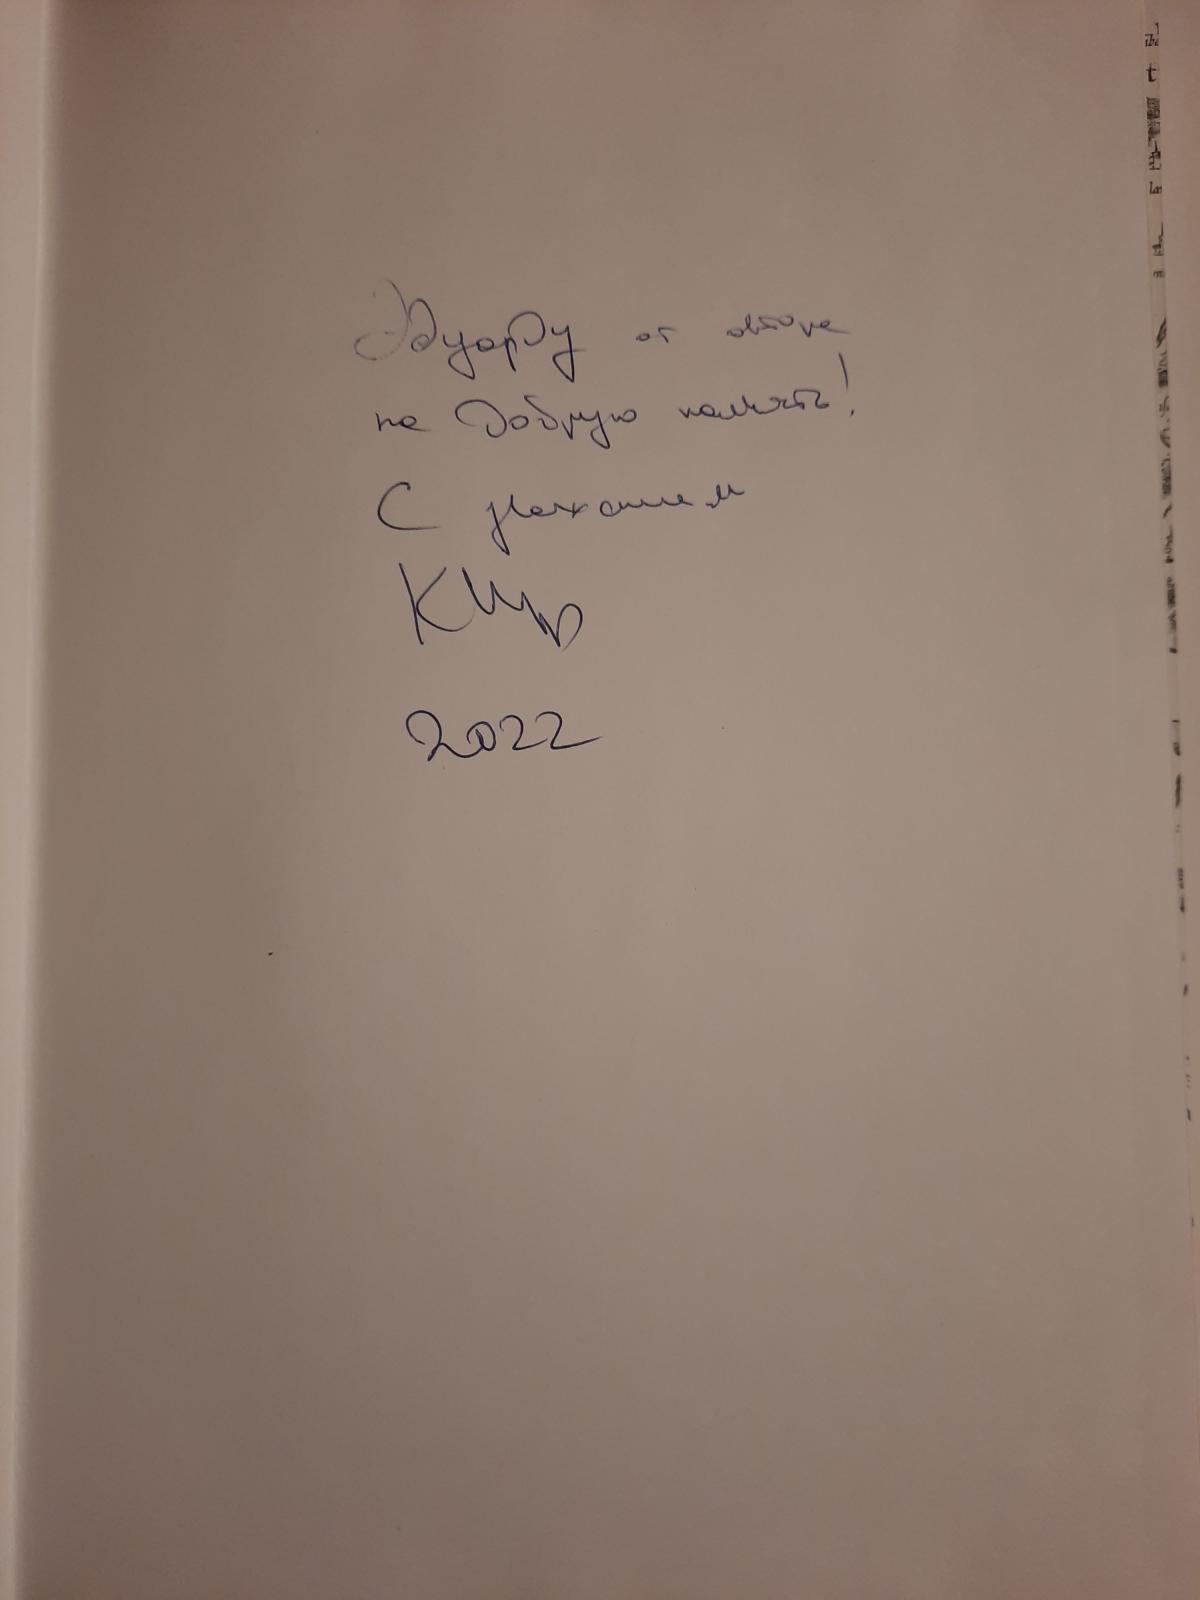 Эдуарду от автора
на добрую память!
С уважением
2022